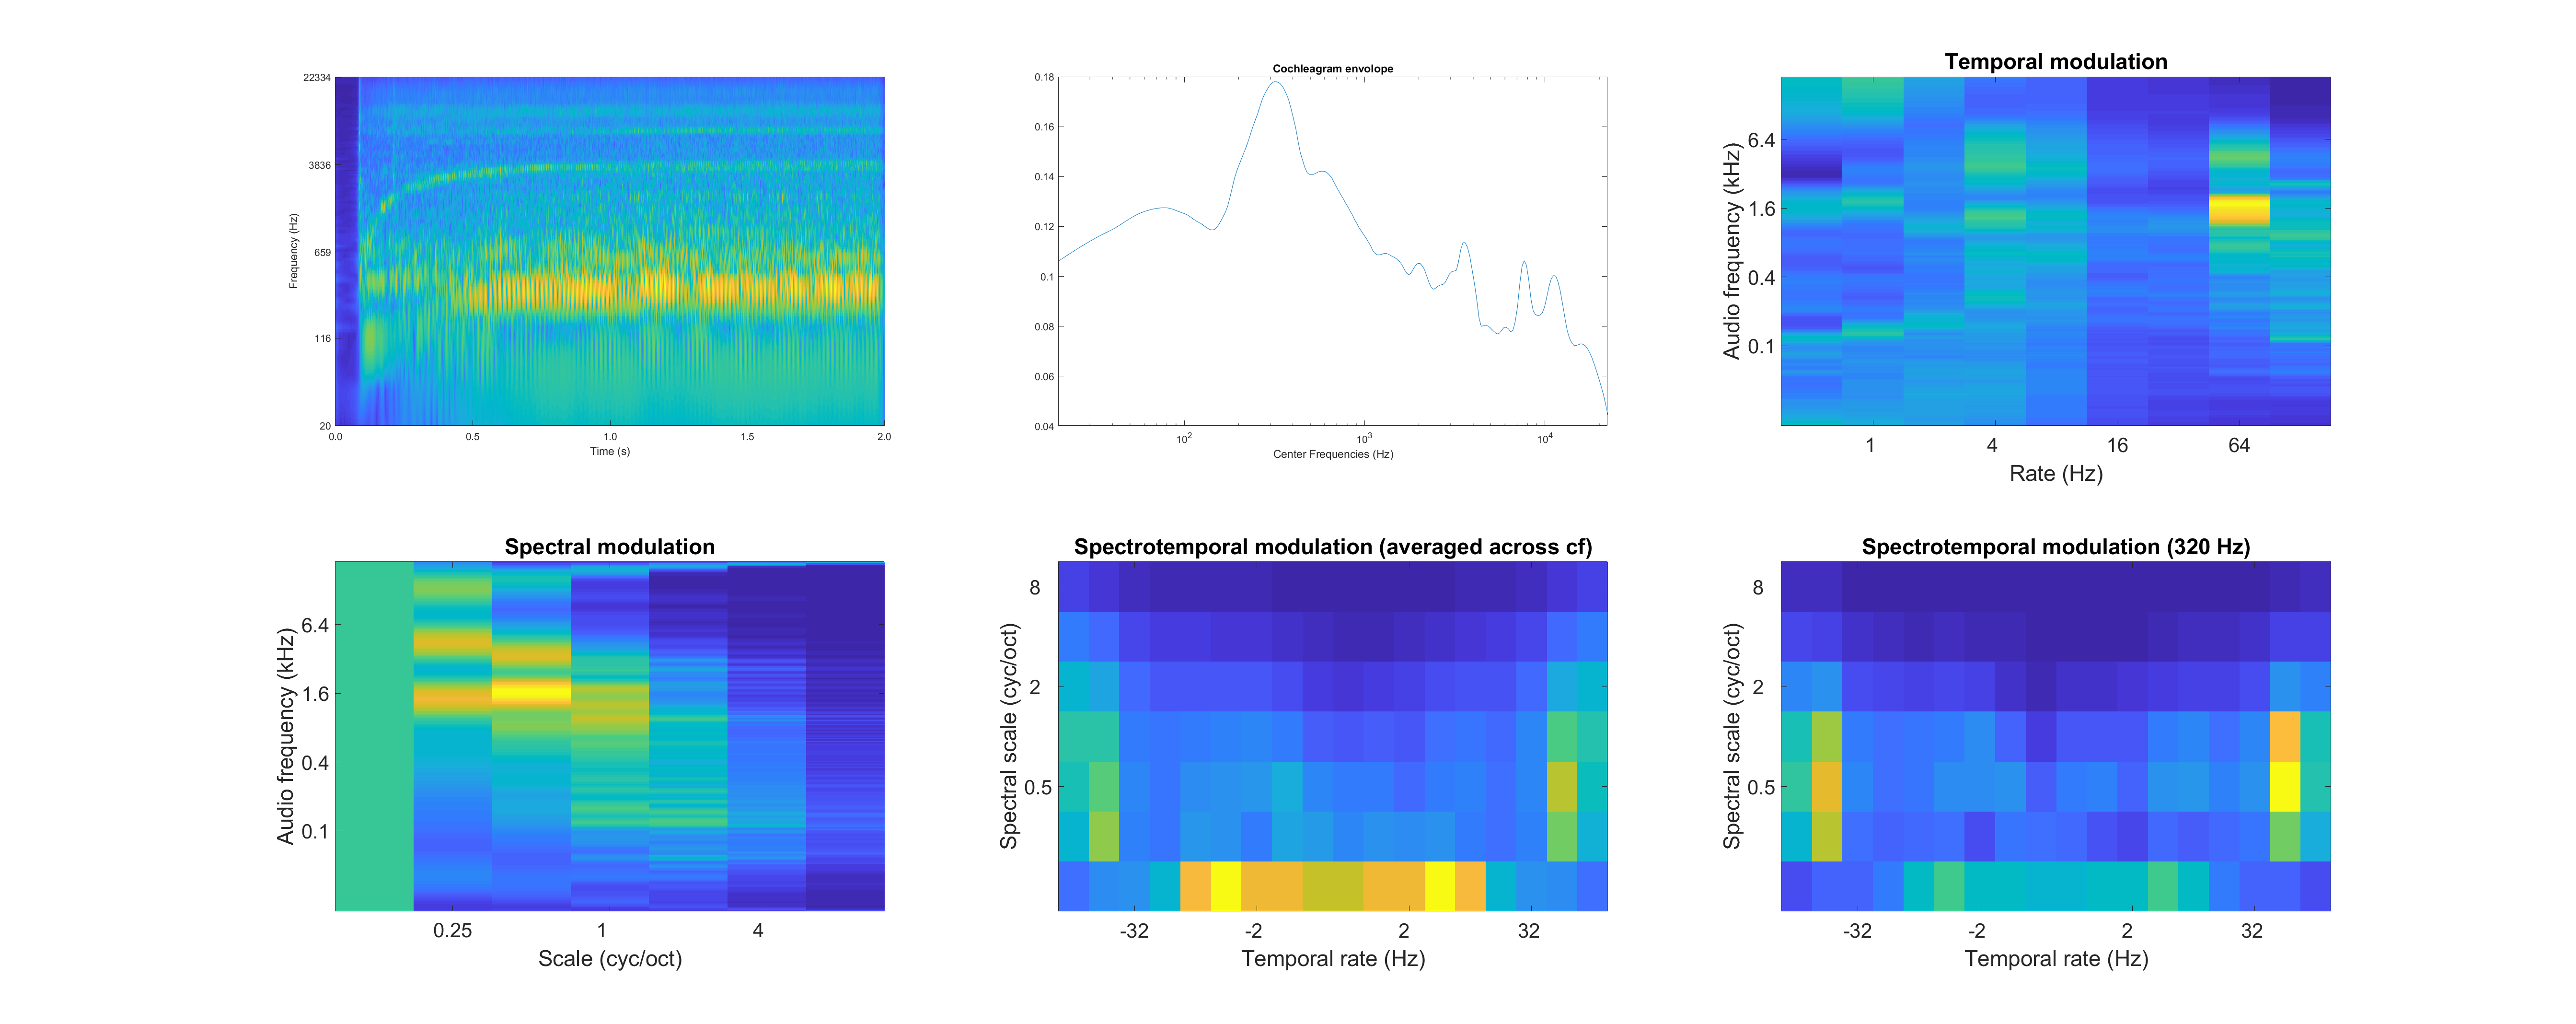 22334
3836
659
116
20
0.0 0.5 1.0 1.5 2.0
Frequency (Hz)
Time (s)
Cochleagram envolope
0.18
0.16
0.14
0.12
0.1
0.08
0.06
0.04
10^2 10^3 10^4
Center Frequencies (Hz)
Temporal modulation
Audio frequency (kHz)
6.4
1.6
0.4
0.1
1 4 16 64
Rate (Hz)
Spectral modulation
Audio frequency (kHz)
6.4
1.6
0.4
0.1
0.25 1 4
Scale (cyc/oct)
Spectrotemporal modulation (averaged across cf)
Spectral scale (cyc/oct)
8
2
0.5
-32 -2 2 32
Temporal rate (Hz)
Spectrotemporal modulation (320 Hz)
Spectral scale (cyc/oct)
8
2
0.5
-32 -2 2 32
Temporal rate (Hz)